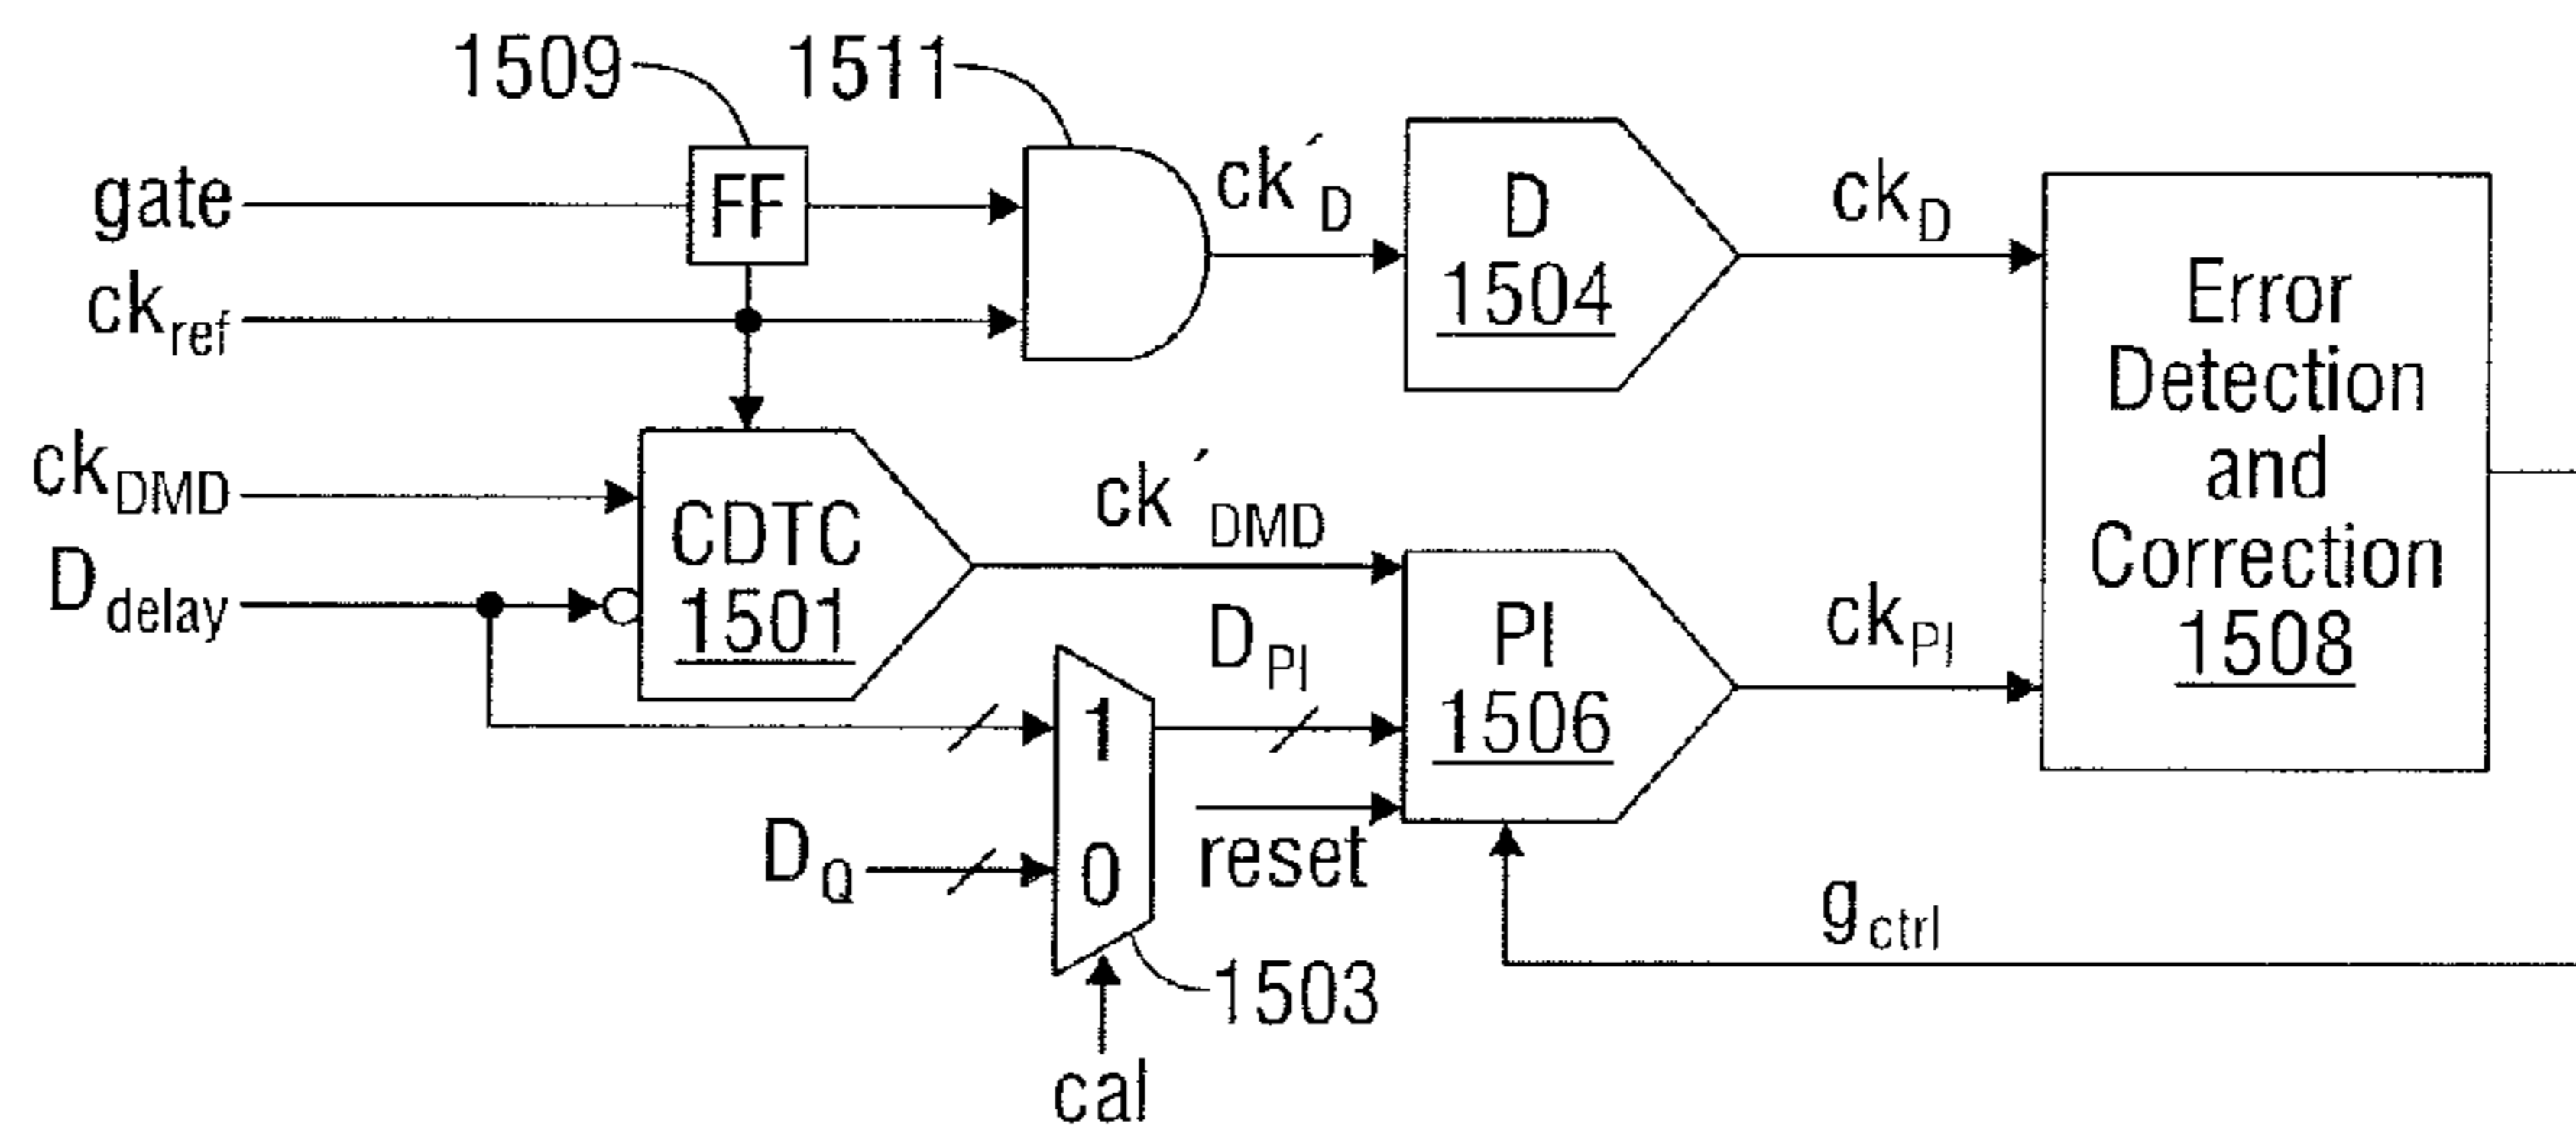 1509
1511
gate
FF
ck´D
D
1504
ckD
ckref
Error
Detection
and
Correction
1508
ckDMD
CDTC
1501
ck´DMD
Ddelay
DPI
PI
1506
ckPI
1
0
DQ
reset
gctrl
1503
cal